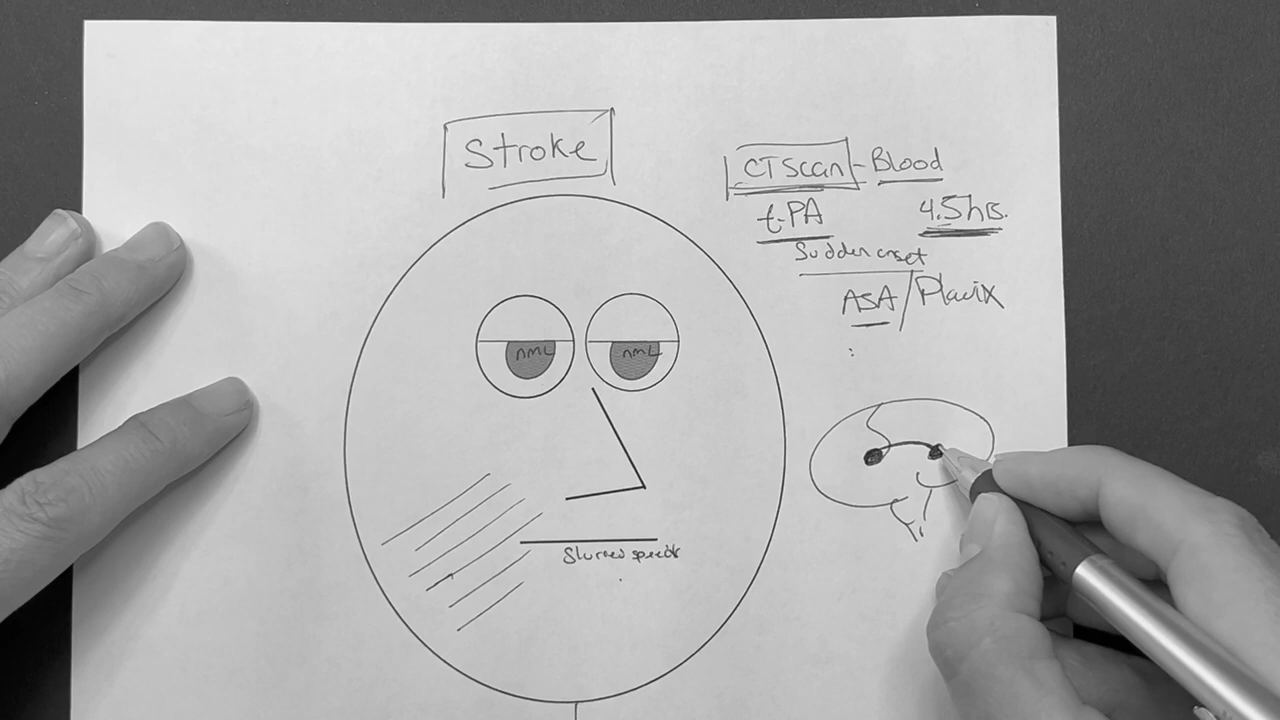 Stroke
CT Scan - Blood
t-PA 4.5 hrs.
Sudden onset
ASA/Plavix
nml nml
Slurred speech